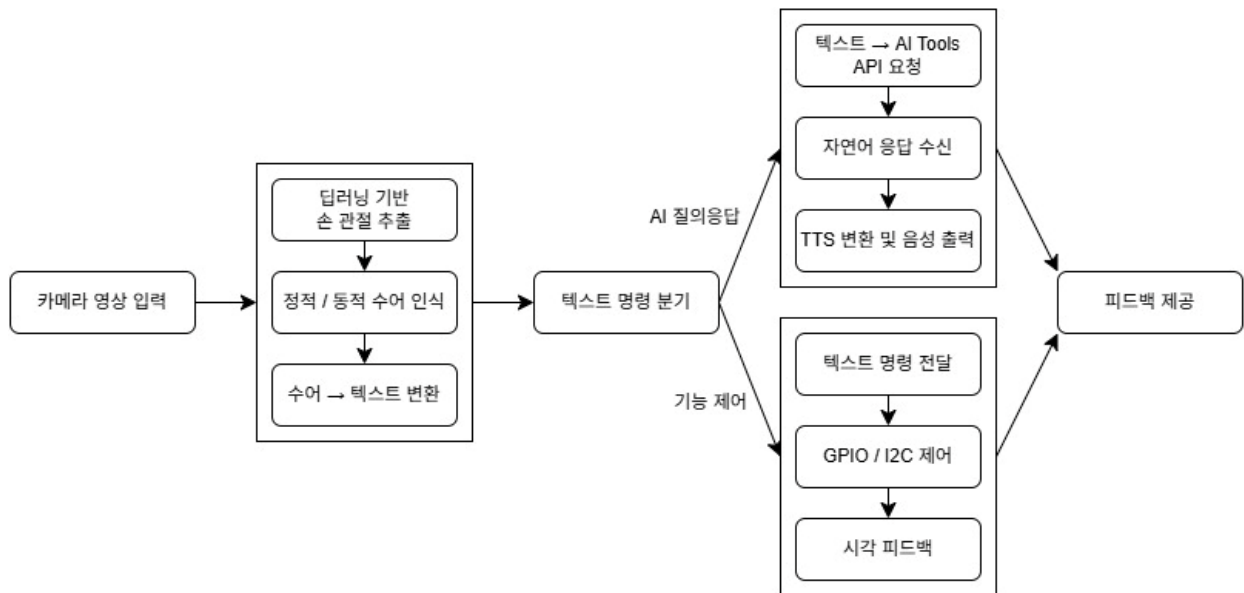 카메라 영상 입력
딥러닝 기반
손 관절 추출
정적 / 동적 수어 인식
수어 → 텍스트 변환
텍스트 명령 분기
AI 질의응답
기능 제어
텍스트 → AI Tools
API 요청
자연어 응답 수신
TTS 변환 및 음성 출력
텍스트 명령 전달
GPIO / I2C 제어
시각 피드백
피드백 제공